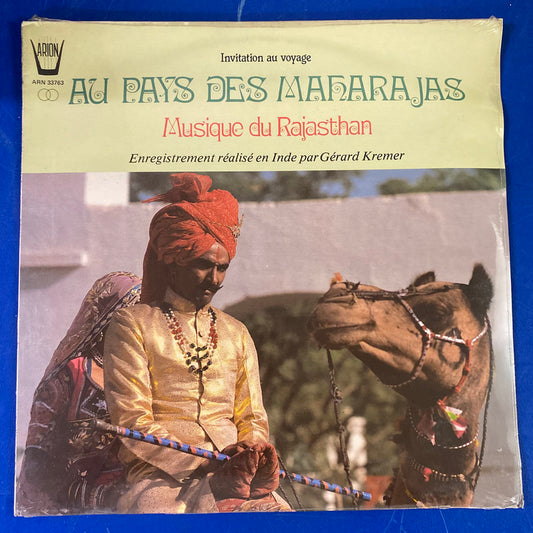 ARION
ARN 33763
Invitation au voyage
AU PAYS DES MAHARAJAS
Musique du Rajasthan
Enregistrement réalisé en Inde par Gérard Kremer